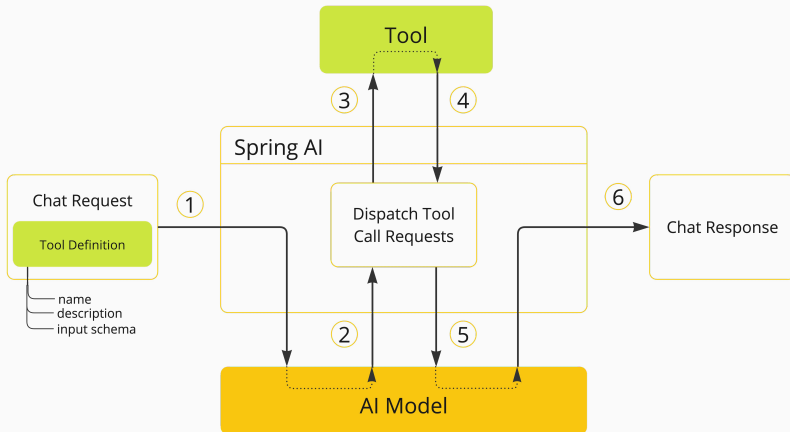 Tool
3
4
Spring AI
Chat Request
Tool Definition
name
description
input schema
1
Dispatch Tool
Call Requests
6
Chat Response
2
5
AI Model